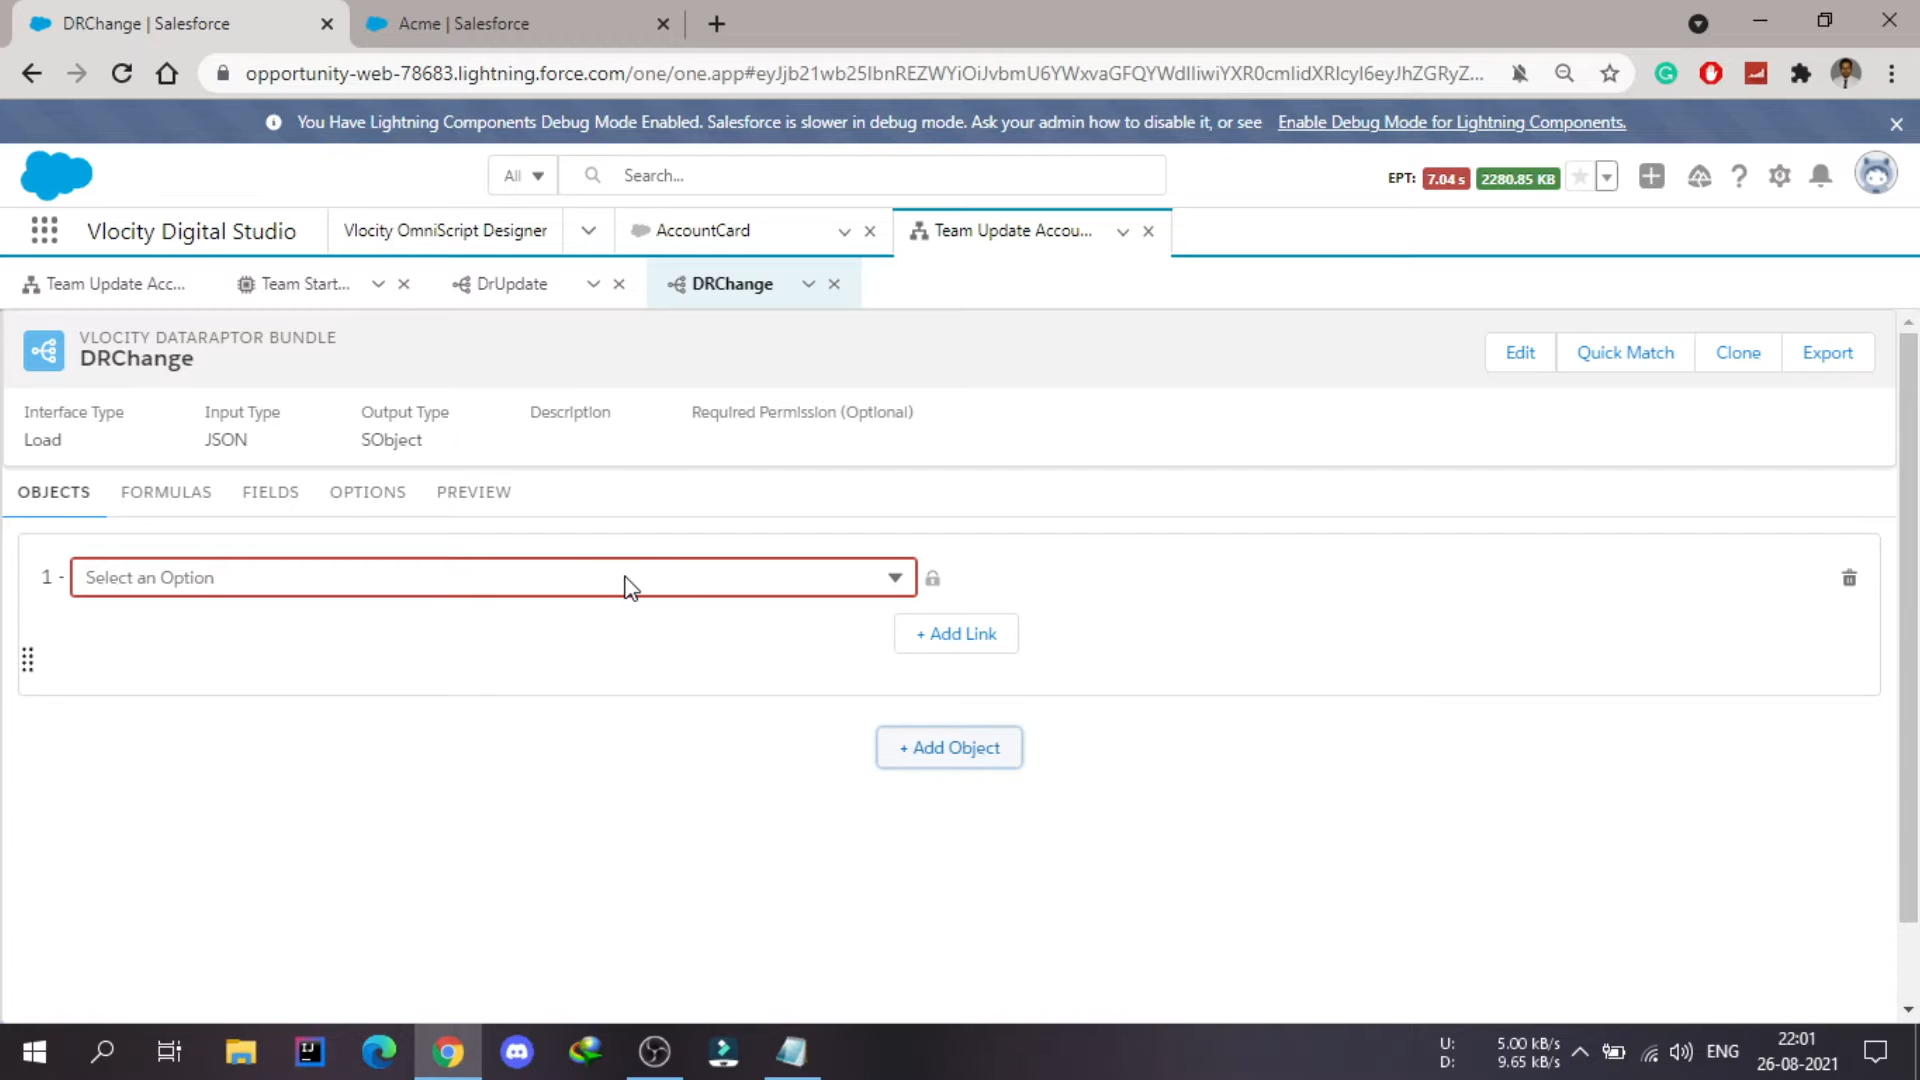 DRChange | Salesforce
Acme | Salesforce
opportunity-web-78683.lightning.force.com/one/one.app#eyJjb21wb25lbnREZWYiOiJvbmU6YWxvaGFQYWdlIiwiYXR0cmlidXRlcyI6eyJhZGRyZ...
You Have Lightning Components Debug Mode Enabled. Salesforce is slower in debug mode. Ask your admin how to disable it, or see Enable Debug Mode for Lightning Components.
All
Search...
EPT: 7.04 s 2280.85 KB
Vlocity Digital Studio
Vlocity OmniScript Designer
AccountCard
Team Update Accou...
Team Update Acc...
Team Start...
DrUpdate
DRChange
VLOCITY DATARAPTOR BUNDLE
DRChange
Edit
Quick Match
Clone
Export
Interface Type
Input Type
Output Type
Description
Required Permission (Optional)
Load
JSON
SObject
OBJECTS
FORMULAS
FIELDS
OPTIONS
PREVIEW
1 -
Select an Option
+ Add Link
+ Add Object
U: 5.00 kB/s
D: 9.65 kB/s
ENG
22:01
26-08-2021